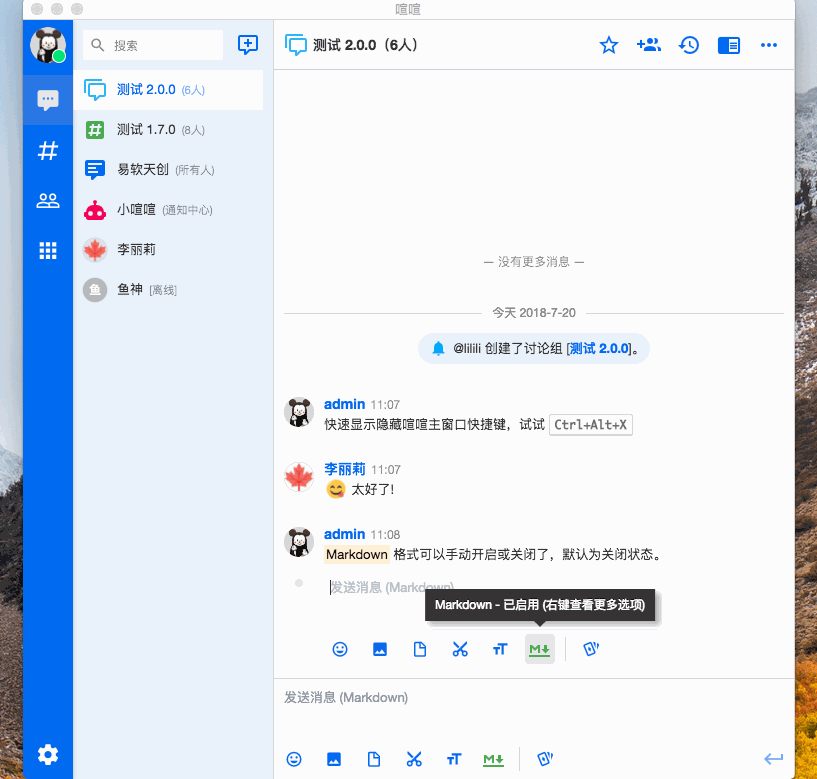 喧喧
搜索
测试 2.0.0 (6人)
测试 1.7.0 (8人)
易软天创 (所有人)
小喧喧 (通知中心)
李丽莉
鱼
鱼神 [离线]
测试 2.0.0（6人）
— 没有更多消息 —
今天 2018-7-20
@lilili 创建了讨论组 [测试 2.0.0]。
admin 11:07
快速显示隐藏喧喧主窗口快捷键，试试 Ctrl+Alt+X
李丽莉 11:07
太好了!
admin 11:08
Markdown 格式可以手动开启或关闭了，默认为关闭状态。
发送消息 (Markdown)
Markdown - 已启用 (右键查看更多选项)
M
发送消息 (Markdown)
M